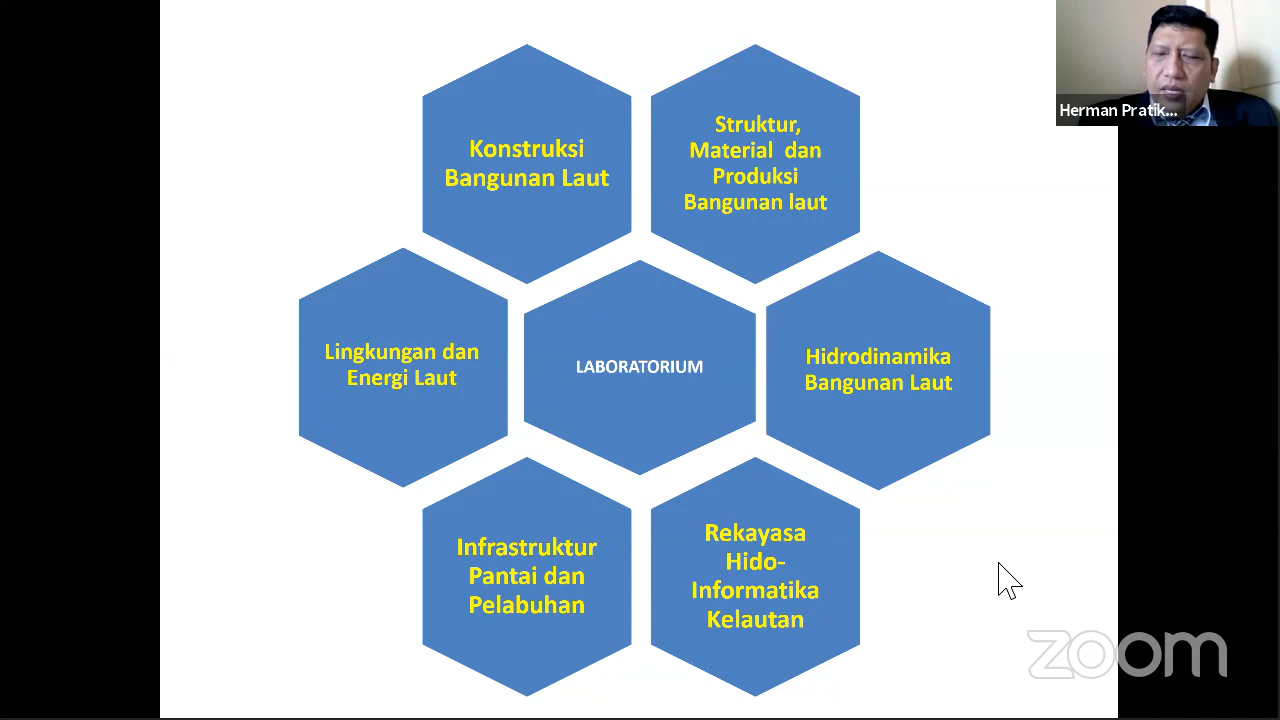 Herman Pratik...
Konstruksi
Bangunan Laut
Struktur,
Material dan
Produksi
Bangunan laut
Lingkungan dan
Energi Laut
LABORATORIUM
Hidrodinamika
Bangunan Laut
Infrastruktur
Pantai dan
Pelabuhan
Rekayasa
Hido-
Informatika
Kelautan
zoom